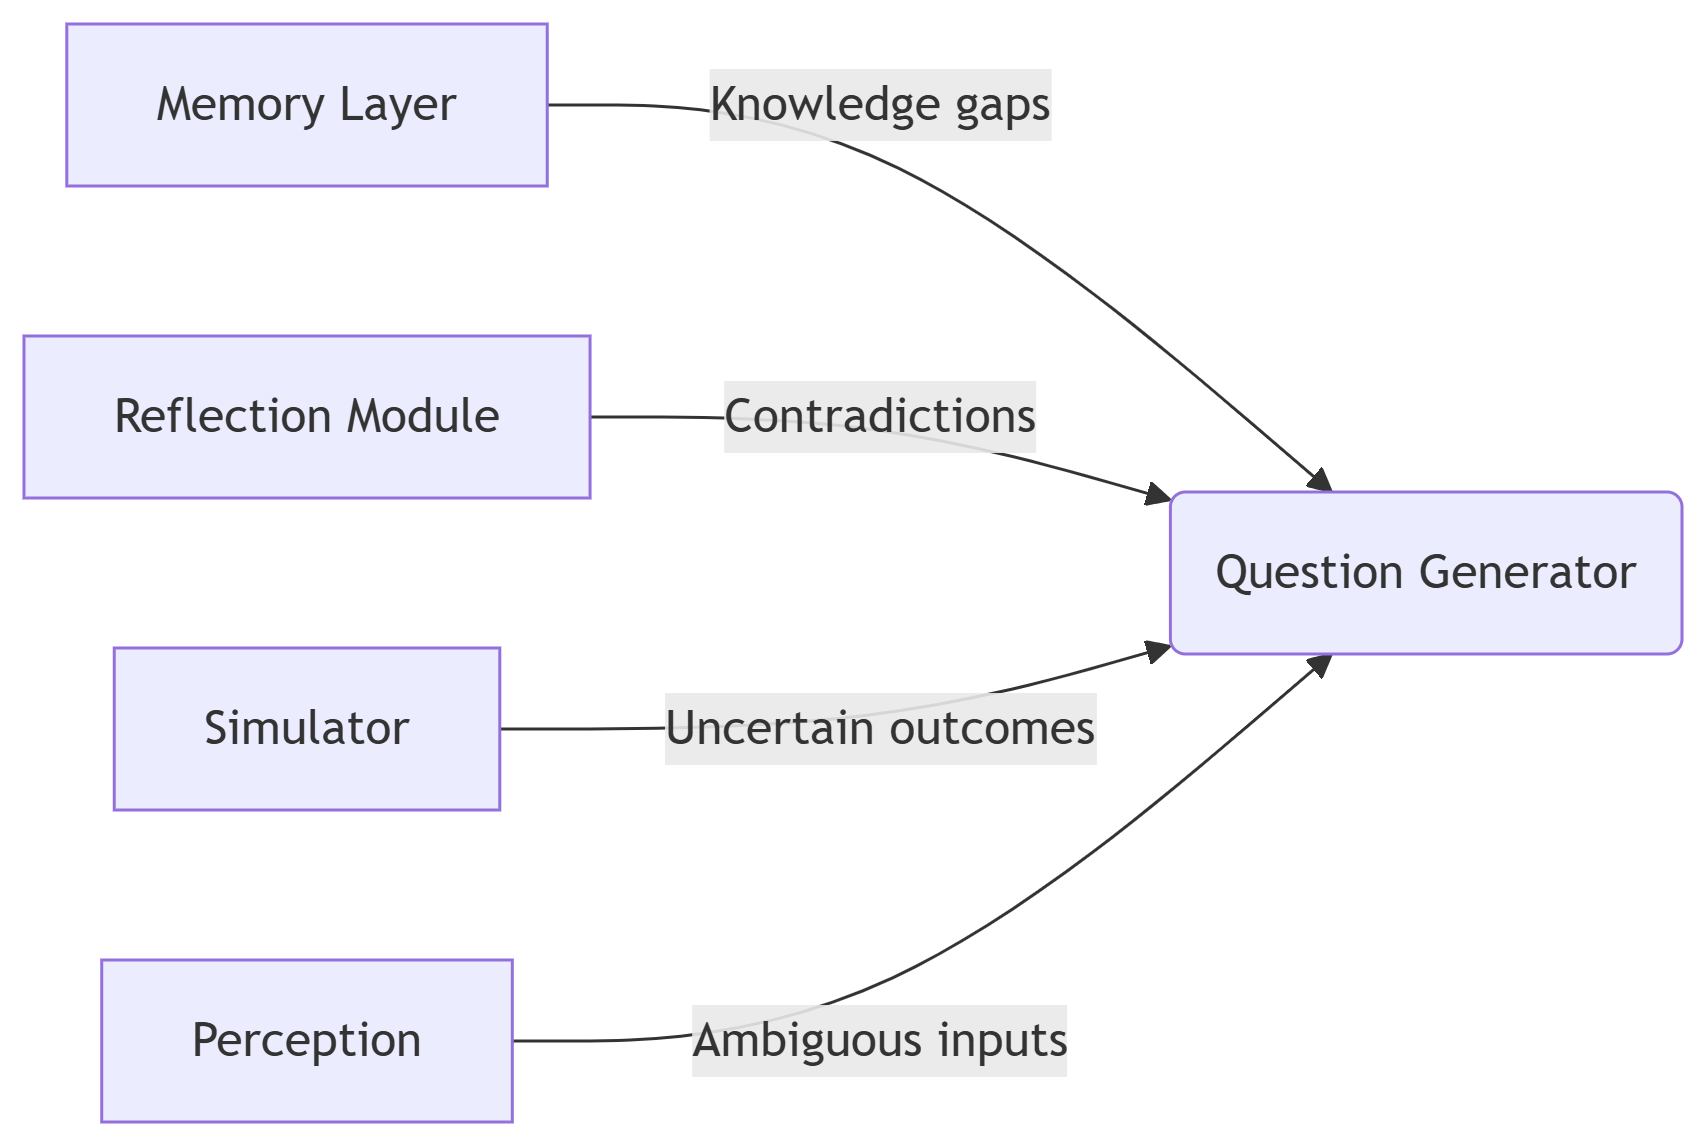 Memory Layer
Knowledge gaps
Reflection Module
Contradictions
Question Generator
Simulator
Uncertain outcomes
Perception
Ambiguous inputs